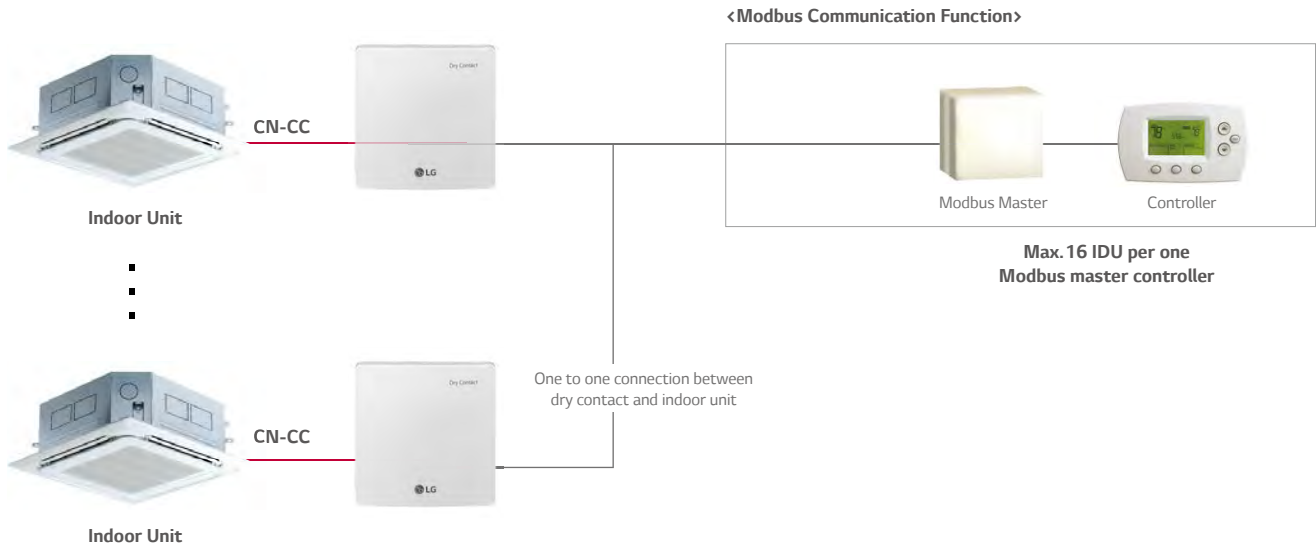 <Modbus Communication Function>
Dry Contact
CN-CC
LG
Indoor Unit
Modbus Master
Controller
Max. 16 IDU per one
Modbus master controller
One to one connection between
dry contact and indoor unit
Dry Contact
CN-CC
LG
Indoor Unit